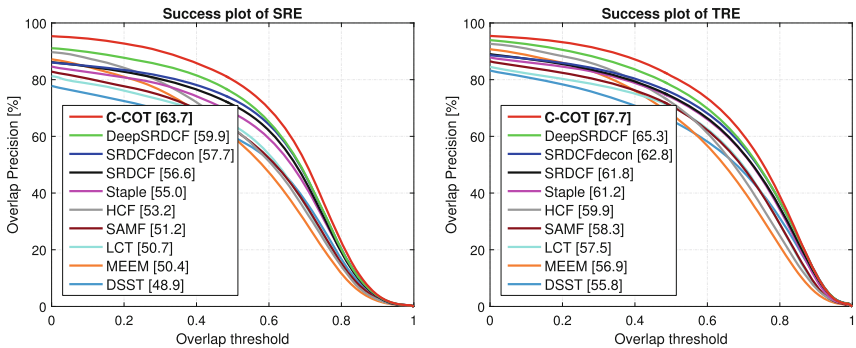 Success plot of SRE
Overlap Precision [%]
100
80
60
40
20
0
C-COT [63.7]
DeepSRDCF [59.9]
SRDCFdecon [57.7]
SRDCF [56.6]
Staple [55.0]
HCF [53.2]
SAMF [51.2]
LCT [50.7]
MEEM [50.4]
DSST [48.9]
0 0.2 0.4 0.6 0.8 1
Overlap threshold
Success plot of TRE
Overlap Precision [%]
100
80
60
40
20
0
C-COT [67.7]
DeepSRDCF [65.3]
SRDCFdecon [62.8]
SRDCF [61.8]
Staple [61.2]
HCF [59.9]
SAMF [58.3]
LCT [57.5]
MEEM [56.9]
DSST [55.8]
0 0.2 0.4 0.6 0.8 1
Overlap threshold